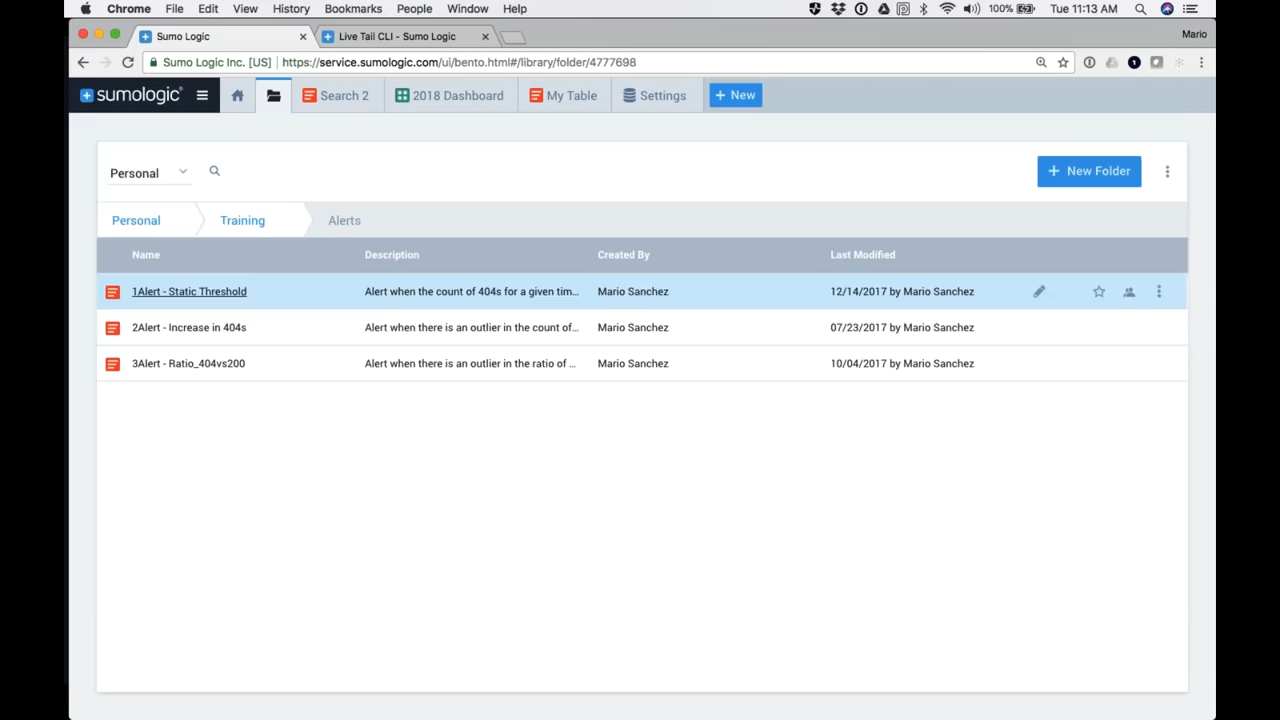 Chrome File Edit View History Bookmarks People Window Help 100% Tue 11:13 AM
Sumo Logic Live Tail CLI - Sumo Logic Mario
Sumo Logic Inc. [US] https://service.sumologic.com/ui/bento.html#/library/folder/4777698
sumologic Search 2 2018 Dashboard My Table Settings + New
Personal + New Folder
Personal Training Alerts
Name Description Created By Last Modified
1Alert - Static Threshold Alert when the count of 404s for a given tim... Mario Sanchez 12/14/2017 by Mario Sanchez
2Alert - Increase in 404s Alert when there is an outlier in the count of... Mario Sanchez 07/23/2017 by Mario Sanchez
3Alert - Ratio_404vs200 Alert when there is an outlier in the ratio of ... Mario Sanchez 10/04/2017 by Mario Sanchez